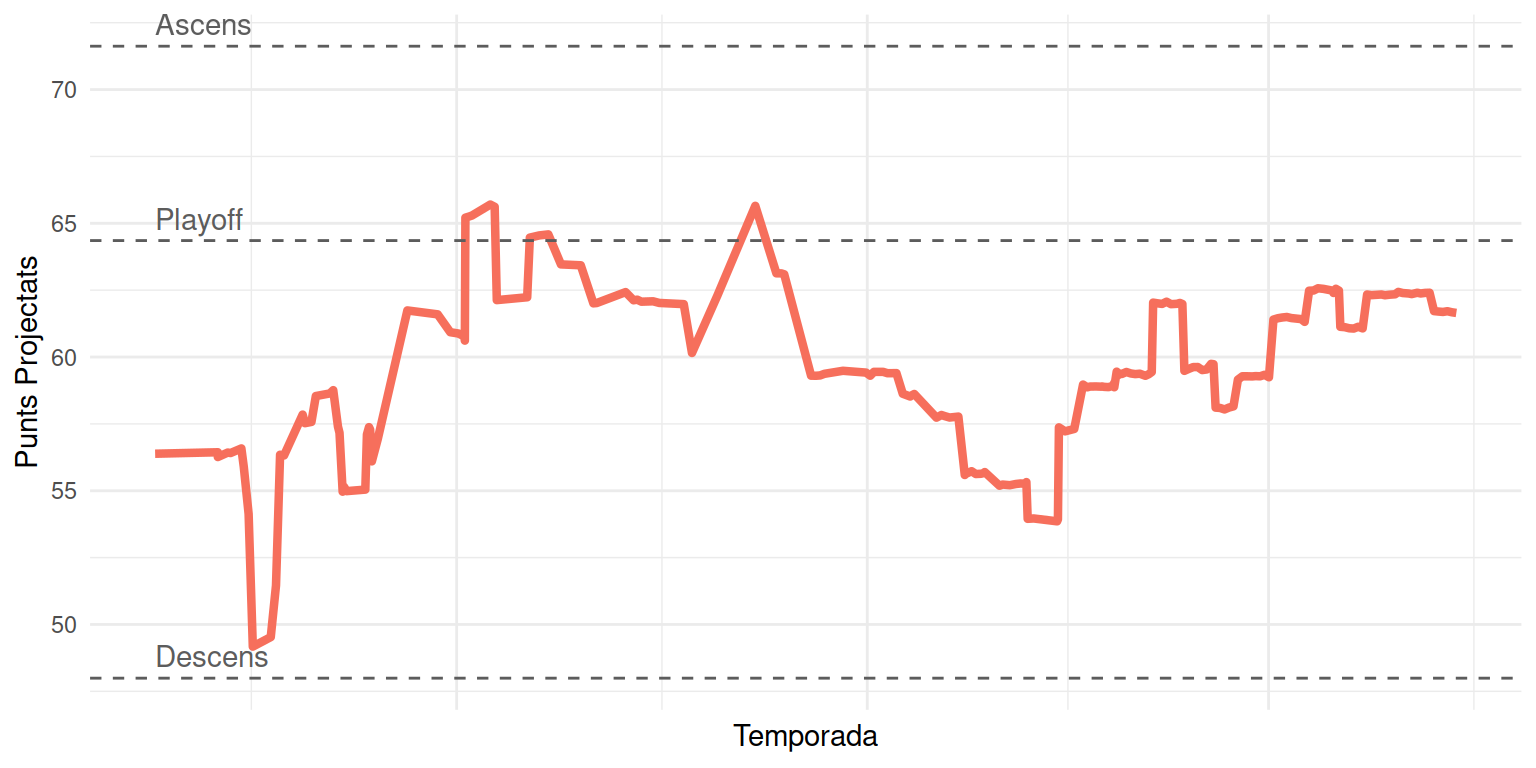 Ascens
70
Playoff
65
60
55
50
Descens
Punts Projectats
Temporada